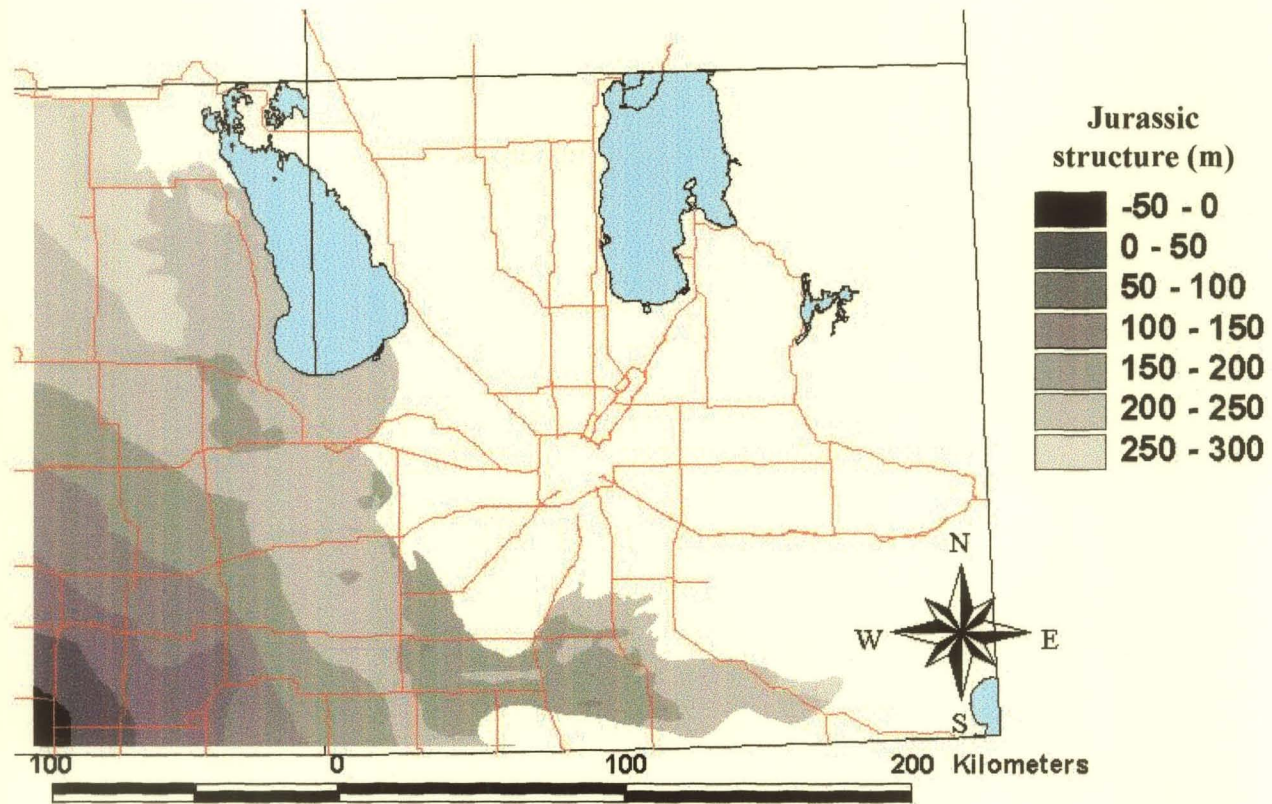 Jurassic
structure (m)
-50 - 0
0 - 50
50 - 100
100 - 150
150 - 200
200 - 250
250 - 300
N
W
E
S
100 0 100 200 Kilometers